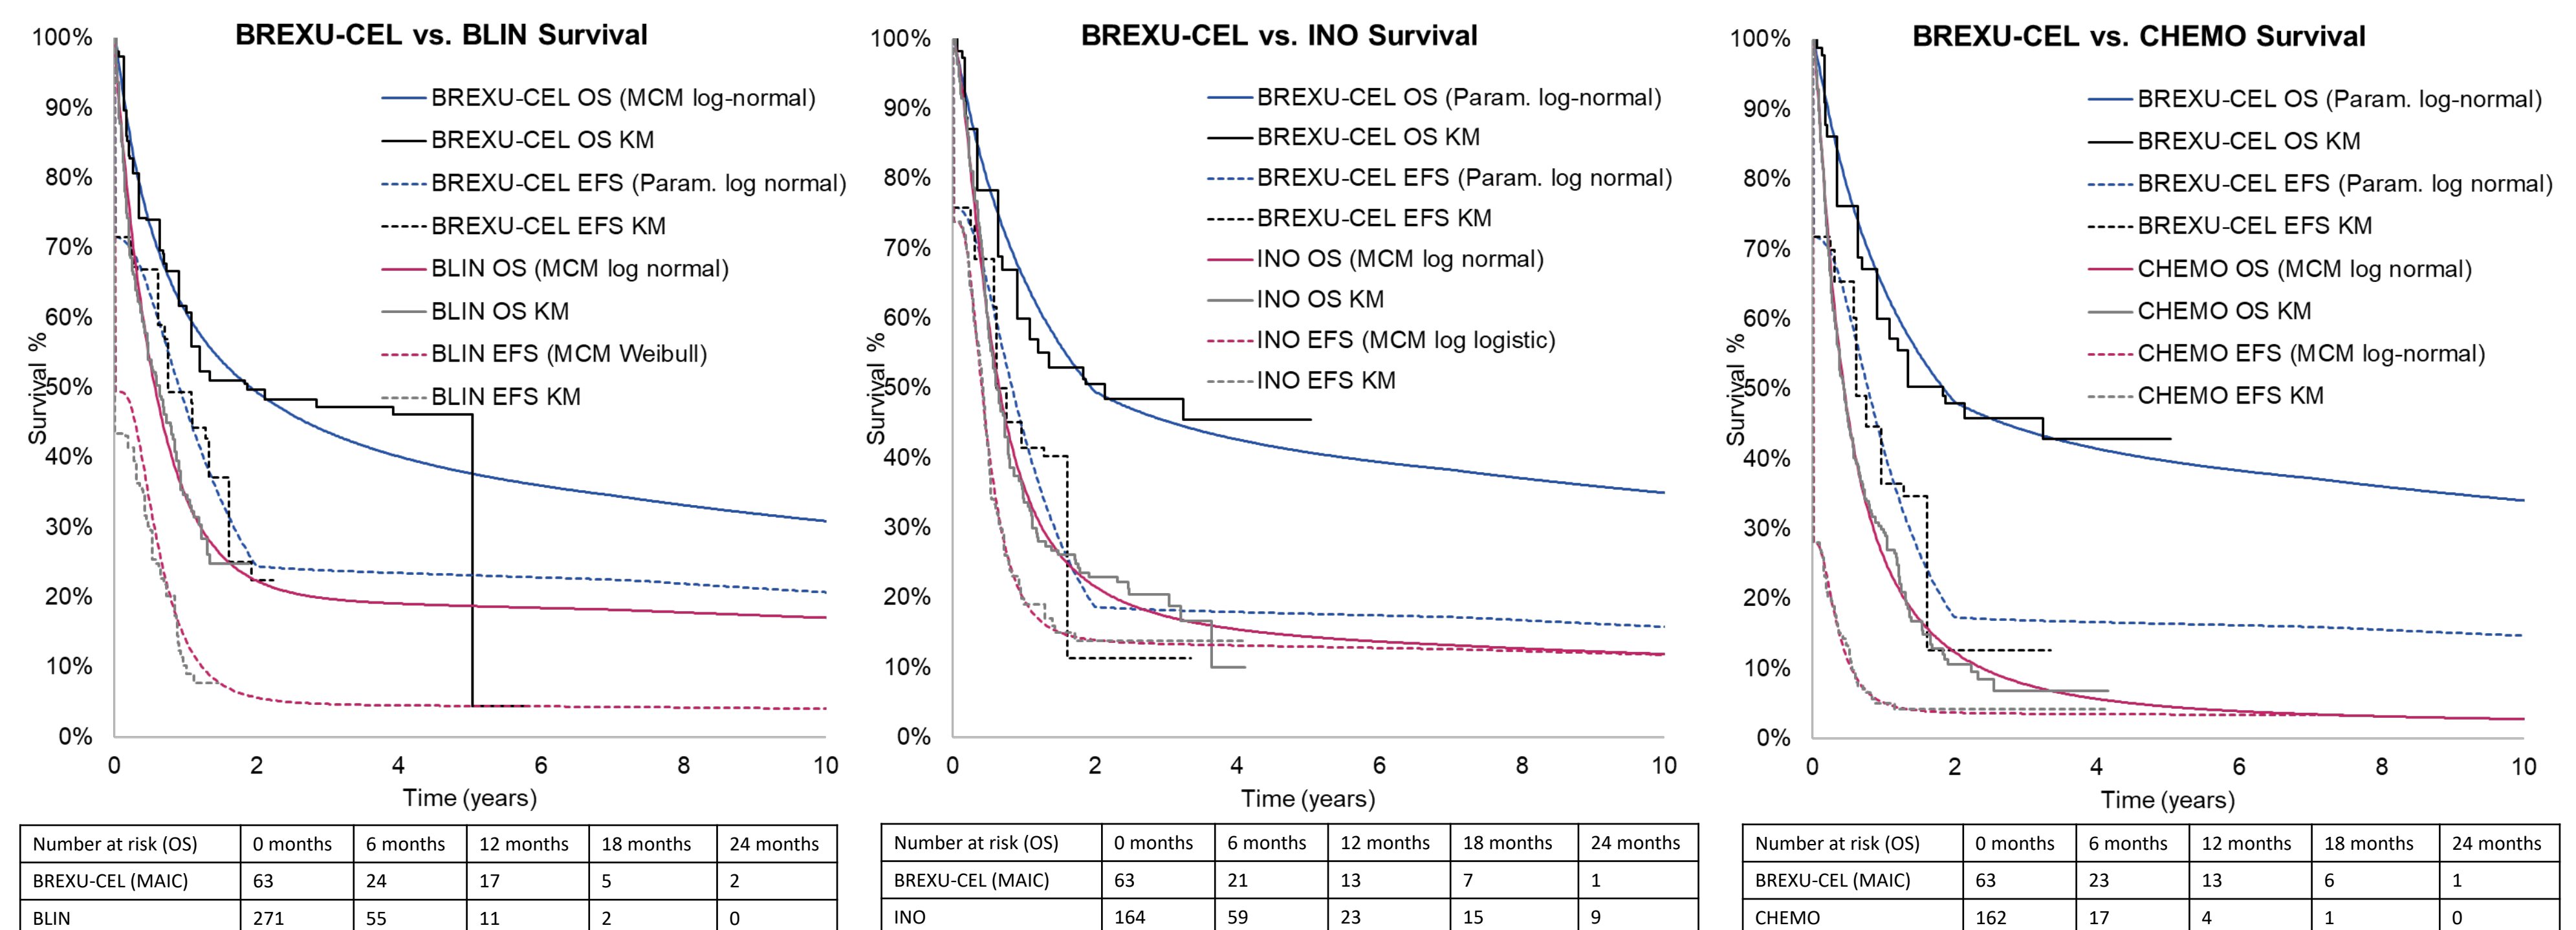 BREXU-CEL vs. BLIN Survival
100%
90%
80%
70%
60%
50%
40%
30%
20%
10%
0%
Survival %
BREXU-CEL OS (MCM log-normal)
BREXU-CEL OS KM
BREXU-CEL EFS (Param. log normal)
BREXU-CEL EFS KM
BLIN OS (MCM log normal)
BLIN OS KM
BLIN EFS (MCM Weibull)
BLIN EFS KM
0 2 4 6 8 10
Time (years)
Number at risk (OS) 0 months 6 months 12 months 18 months 24 months
BREXU-CEL (MAIC) 63 24 17 5 2
BLIN 271 55 11 2 0
BREXU-CEL vs. INO Survival
100%
90%
80%
70%
60%
50%
40%
30%
20%
10%
0%
Survival %
BREXU-CEL OS (Param. log-normal)
BREXU-CEL OS KM
BREXU-CEL EFS (Param. log normal)
BREXU-CEL EFS KM
INO OS (MCM log normal)
INO OS KM
INO EFS (MCM log logistic)
INO EFS KM
0 2 4 6 8 10
Time (years)
Number at risk (OS) 0 months 6 months 12 months 18 months 24 months
BREXU-CEL (MAIC) 63 21 13 7 1
INO 164 59 23 15 9
BREXU-CEL vs. CHEMO Survival
100%
90%
80%
70%
60%
50%
40%
30%
20%
10%
0%
Survival %
BREXU-CEL OS (Param. log-normal)
BREXU-CEL OS KM
BREXU-CEL EFS (Param. log normal)
BREXU-CEL EFS KM
CHEMO OS (MCM log normal)
CHEMO OS KM
CHEMO EFS (MCM log-normal)
CHEMO EFS KM
0 2 4 6 8 10
Time (years)
Number at risk (OS) 0 months 6 months 12 months 18 months 24 months
BREXU-CEL (MAIC) 63 23 13 6 1
CHEMO 162 17 4 1 0